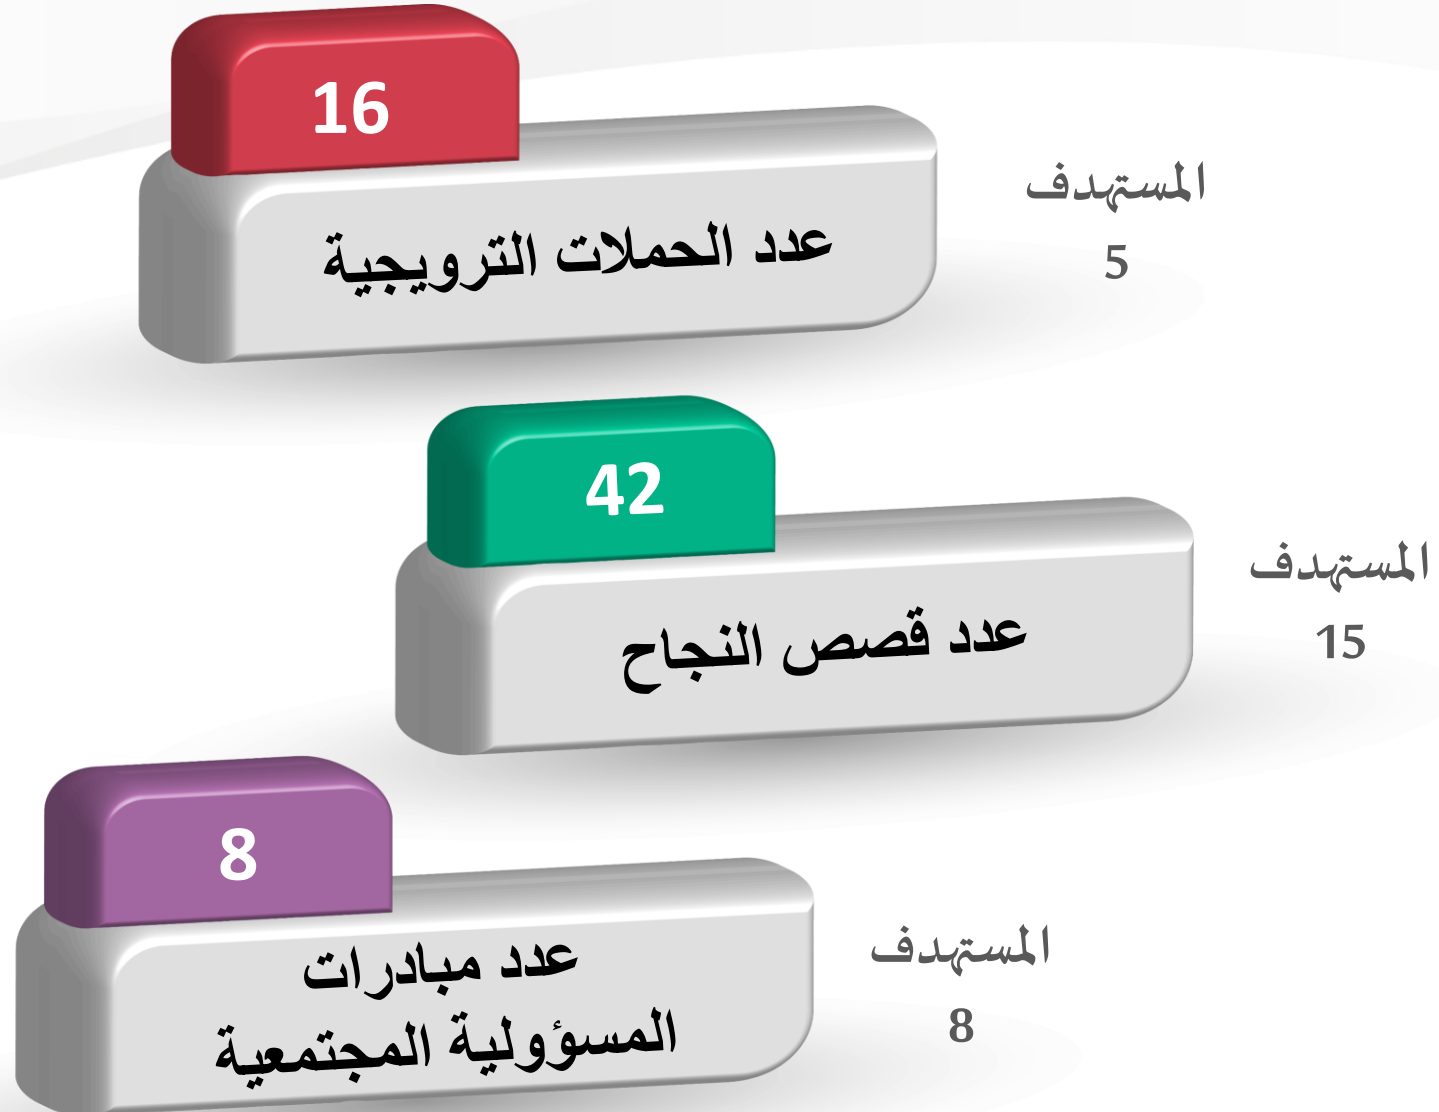 16
عدد الحملات الترويجية
المستهدف
5
42
عدد قصص النجاح
المستهدف
15
8
عدد مبادرات
المسؤولية المجتمعية
المستهدف
8